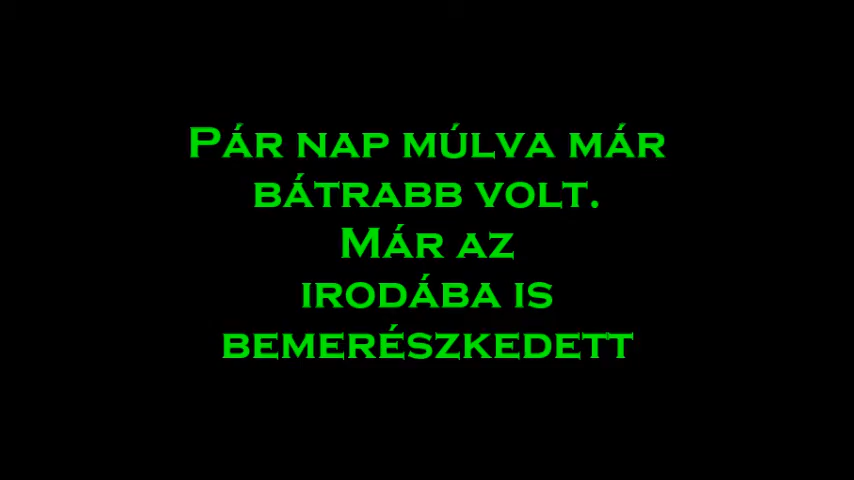 Pár nap múlva már
bátrabb volt.
Már az
irodába is
bemerészkedett